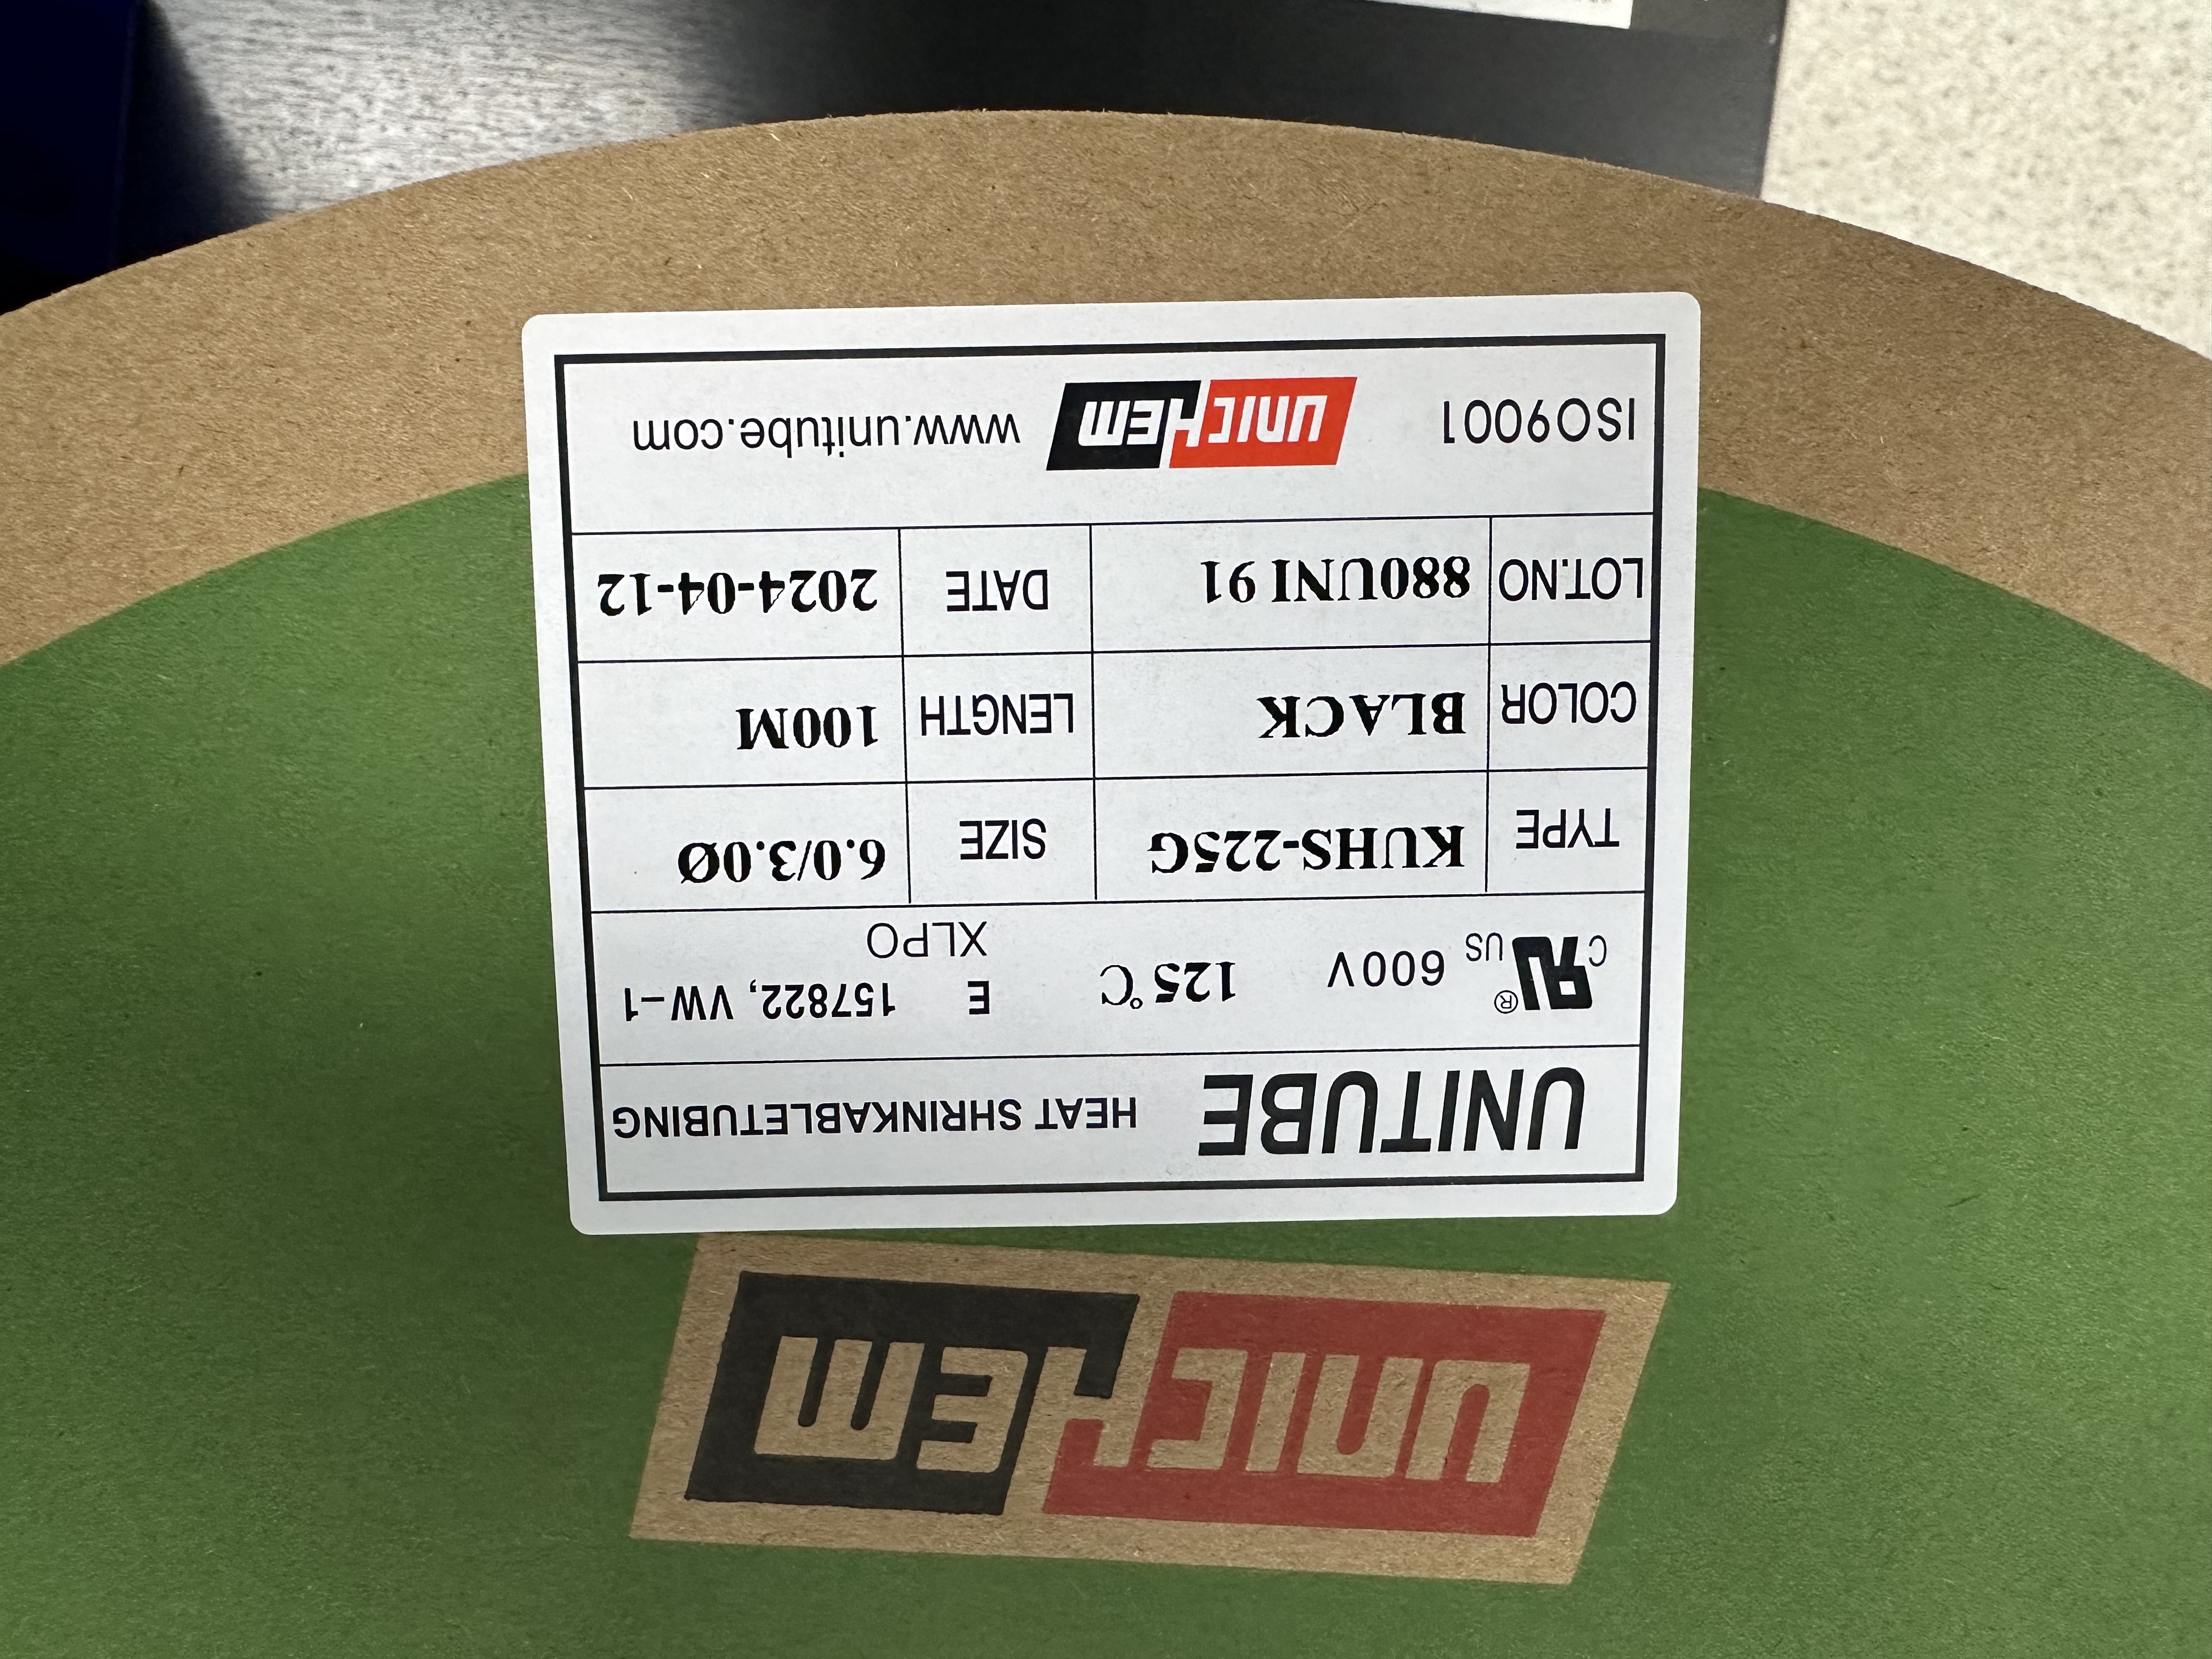 UNICHEM
UNITUBE HEAT SHRINKABLETUBING
c RU us ® 600V 125℃ E 157822, VW-1
XLPO
TYPE KUHS-225G SIZE 6.0/3.0Ø
COLOR BLACK LENGTH 100M
LOT.NO 880UNI 91 DATE 2024-04-12
ISO9001 UNICHEM www.unitube.com